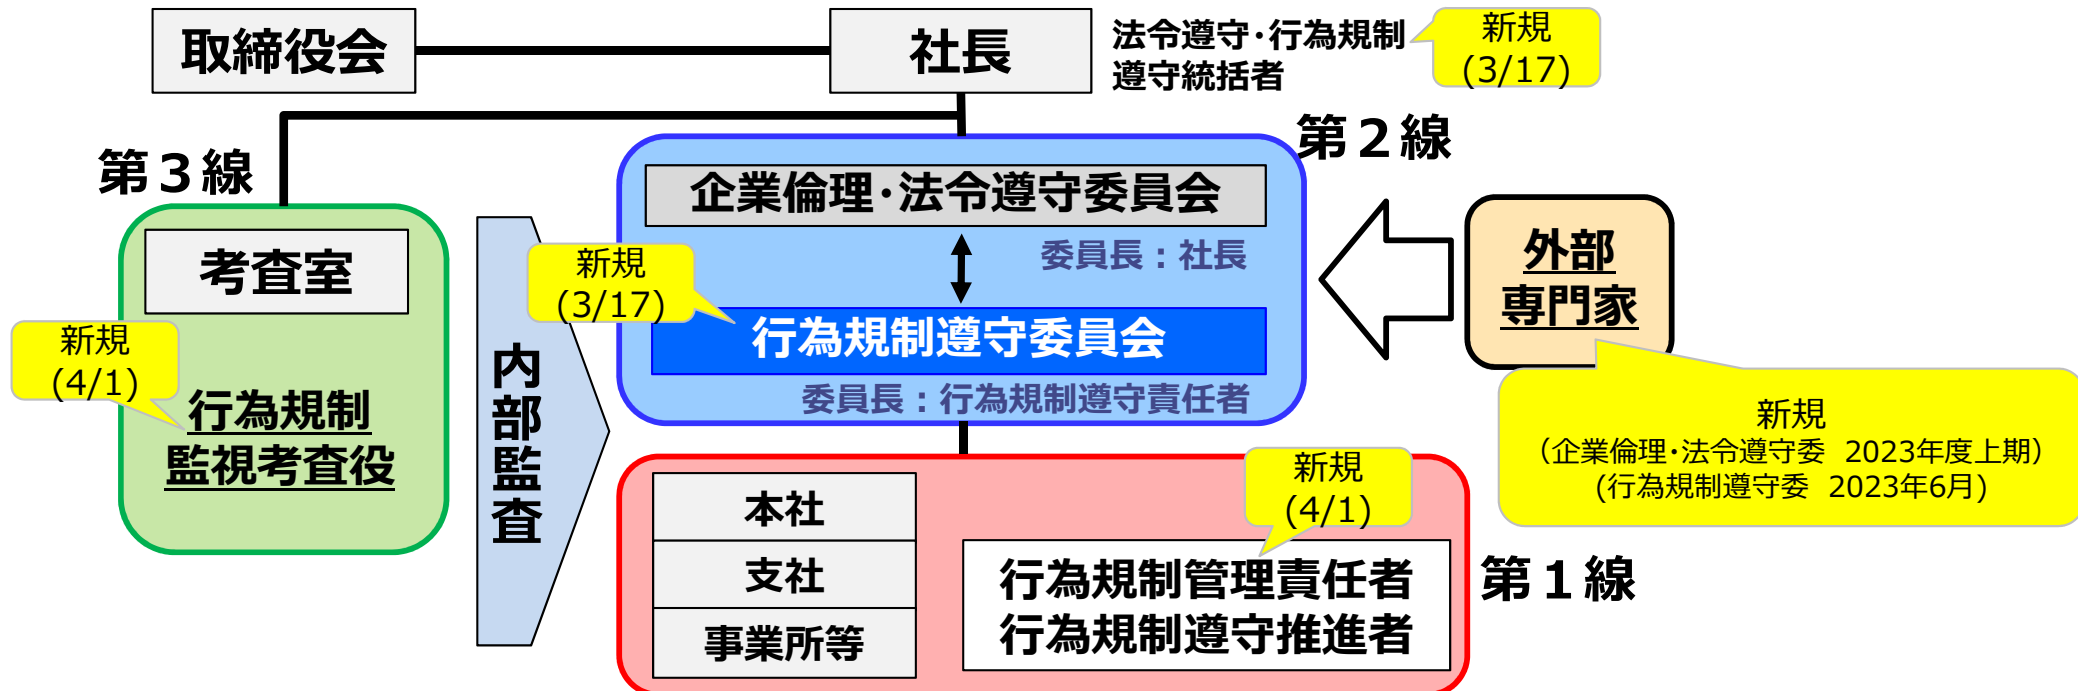 取締役会
社長
法令遵守･行為規制
遵守統括者
新規
(3/17)
第３線
第２線
企業倫理･法令遵守委員会
委員長：社長
新規
(3/17)
行為規制遵守委員会
委員長：行為規制遵守責任者
考査室
新規
(4/1)
行為規制
監視考査役
内部監査
外部
専門家
新規
（企業倫理･法令遵守委　2023年度上期）
(行為規制遵守委　2023年6月)
本社
支社
事業所等
新規
(4/1)
行為規制管理責任者
行為規制遵守推進者
第１線